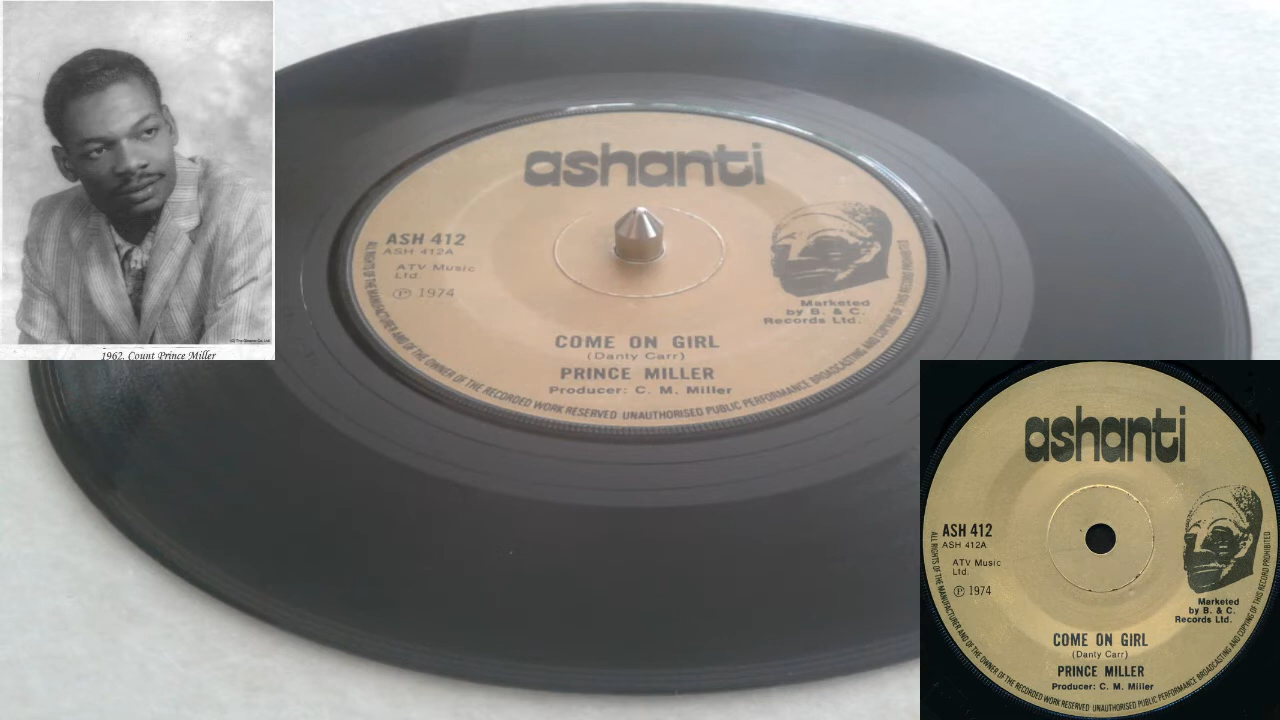 1962. Count Prince Miller
ashanti
ASH 412
ASH 412A
ATV Music
Ltd.
Ⓟ 1974
Marketed
by B. & C.
Records Ltd.
COME ON GIRL
(Danty Carr)
PRINCE MILLER
Producer: C. M. Miller
ALL RIGHTS OF THE MANUFACTURER AND OF THE OWNER OF THE RECORDED WORK RESERVED UNAUTHORISED PUBLIC PERFORMANCE BROADCASTING AND COPYING OF THIS RECORD PROHIBITED
ashanti
ASH 412
ASH 412A
ATV Music
Ltd.
Ⓟ 1974
Marketed
by B. & C.
Records Ltd.
COME ON GIRL
(Danty Carr)
PRINCE MILLER
Producer: C. M. Miller
ALL RIGHTS OF THE MANUFACTURER AND OF THE OWNER OF THE RECORDED WORK RESERVED UNAUTHORISED PUBLIC PERFORMANCE BROADCASTING AND COPYING OF THIS RECORD PROHIBITED